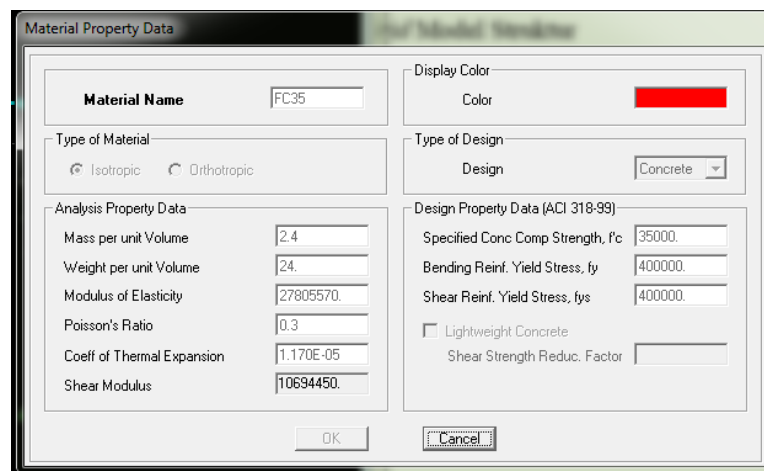 Material Property Data
Material Name FC35
Display Color
Color
Type of Material
Isotropic Orthotropic
Type of Design
Design Concrete
Analysis Property Data
Mass per unit Volume 2.4
Weight per unit Volume 24.
Modulus of Elasticity 27805570.
Poisson's Ratio 0.3
Coeff of Thermal Expansion 1.170E-05
Shear Modulus 10694450.
Design Property Data (ACI 318-99)
Specified Conc Comp Strength, f'c 35000.
Bending Reinf. Yield Stress, fy 400000.
Shear Reinf. Yield Stress, fys 400000.
Lightweight Concrete
Shear Strength Reduc. Factor
OK Cancel